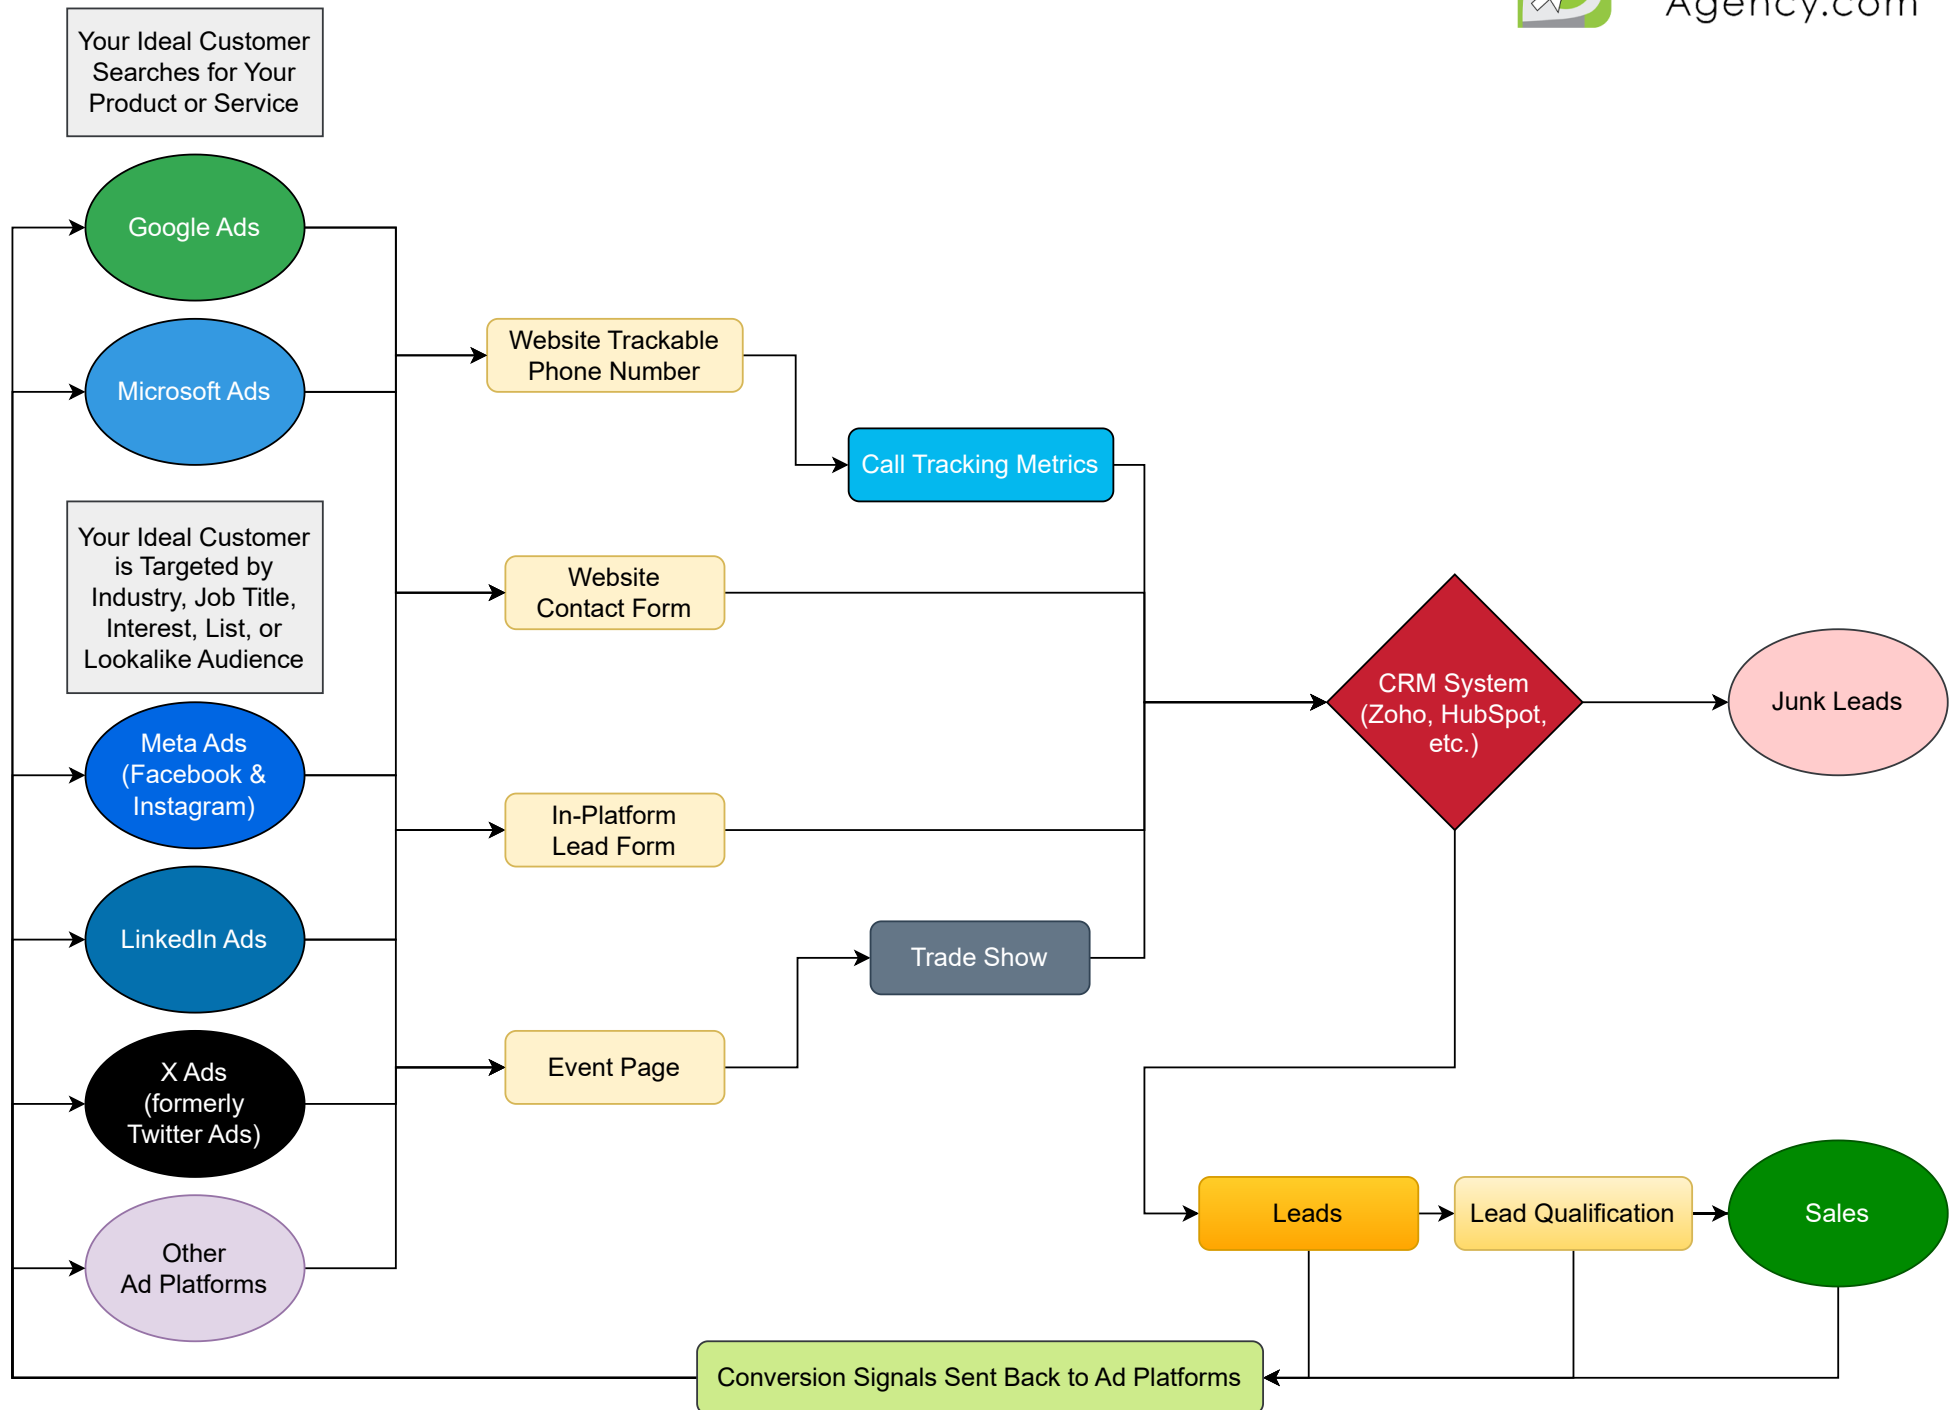 Agency.com
Your Ideal Customer
Searches for Your
Product or Service
Google Ads
Microsoft Ads
Your Ideal Customer
is Targeted by
Industry, Job Title,
Interest, List, or
Lookalike Audience
Meta Ads
(Facebook &
Instagram)
LinkedIn Ads
X Ads
(formerly
Twitter Ads)
Other
Ad Platforms
Website Trackable
Phone Number
Call Tracking Metrics
Website
Contact Form
In-Platform
Lead Form
Trade Show
Event Page
CRM System
(Zoho, HubSpot,
etc.)
Junk Leads
Leads
Lead Qualification
Sales
Conversion Signals Sent Back to Ad Platforms